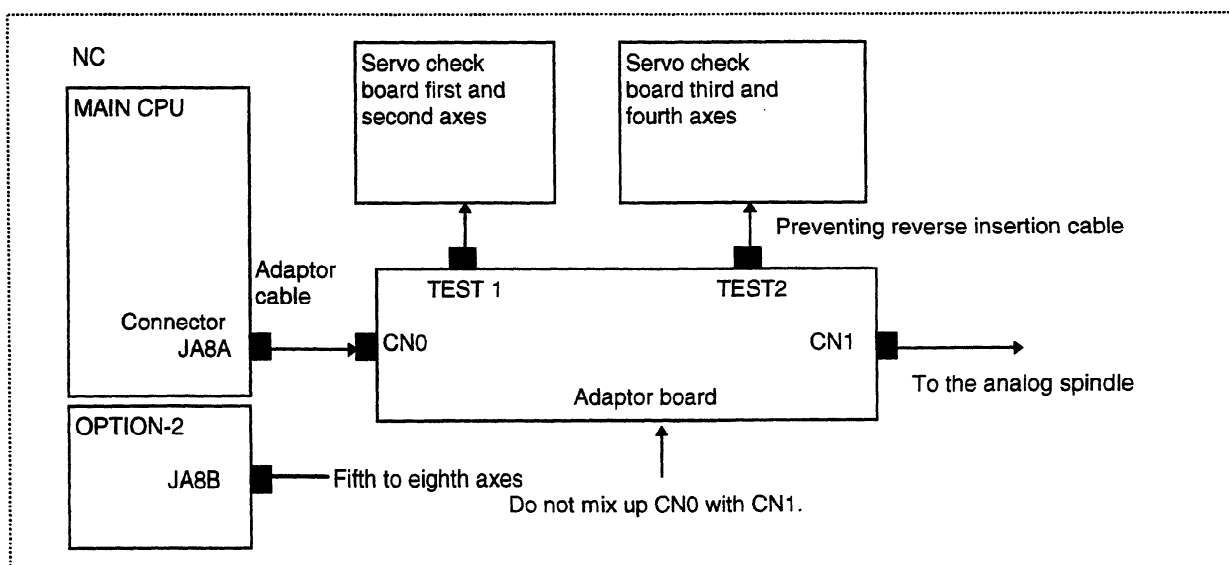 NC
MAIN CPU
Connector
JA8A
OPTION-2
JA8B
Adaptor
cable
Servo check
board first and
second axes
Servo check
board third and
fourth axes
Preventing reverse insertion cable
TEST 1
TEST2
CN0
CN1
Adaptor board
To the analog spindle
Fifth to eighth axes
Do not mix up CN0 with CN1.